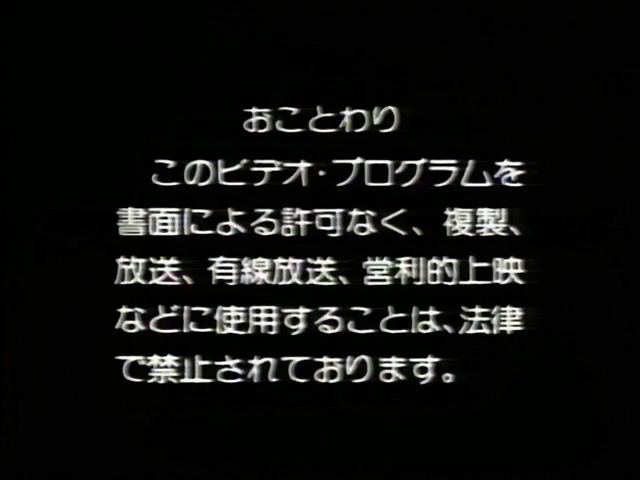 おことわり
このビデオ・プログラムを
書面による許可なく、複製、
放送、有線放送、営利的上映
などに使用することは、法律
で禁止されております。